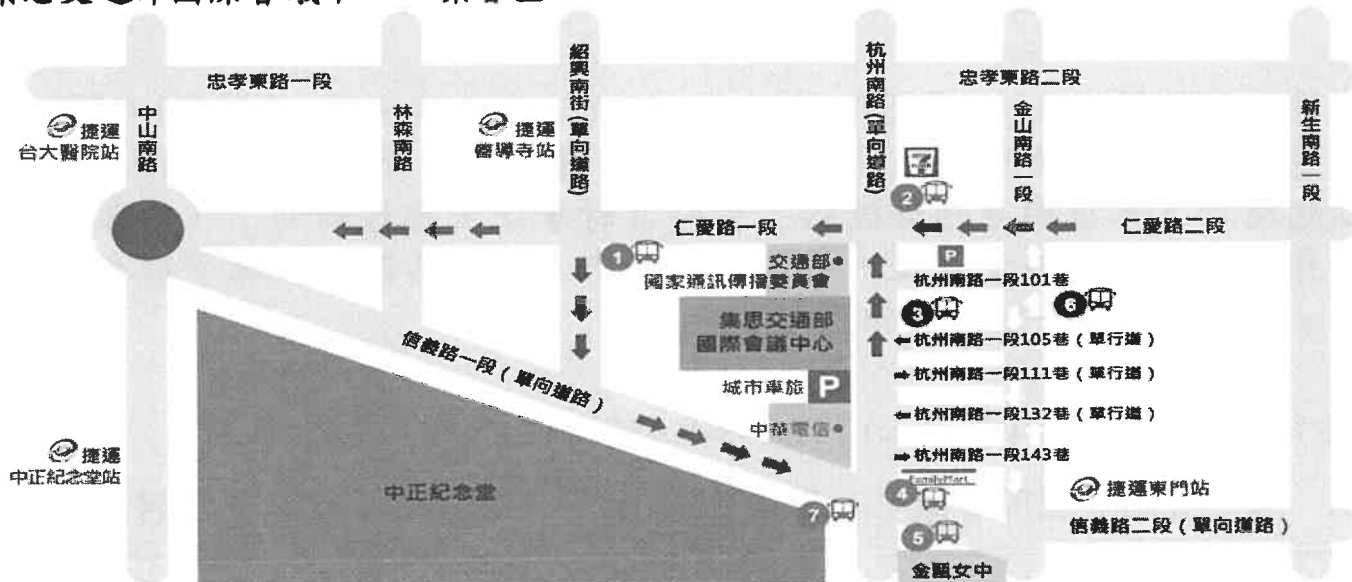 忠孝東路一段
忠孝東路二段
中山南路
林森南路
紹興南街(單向道路)
杭州南路(單向道路)
金山南路一段
新生南路一段
捷運
台大醫院站
捷運
善導寺站
2
仁愛路一段
仁愛路二段
1
交通部
國家通訊傳播委員會
P
杭州南路一段101巷
集思交通部
國際會議中心
3
6
杭州南路一段105巷(單行道)
信義路一段(單向道路)
杭州南路一段111巷(單行道)
城市車旅 P
杭州南路一段132巷(單行道)
中華電信
杭州南路一段143巷
捷運
中正紀念堂站
中正紀念堂
FamilyMart
4
捷運東門站
7
5
信義路二段(單向道路)
金甌女中